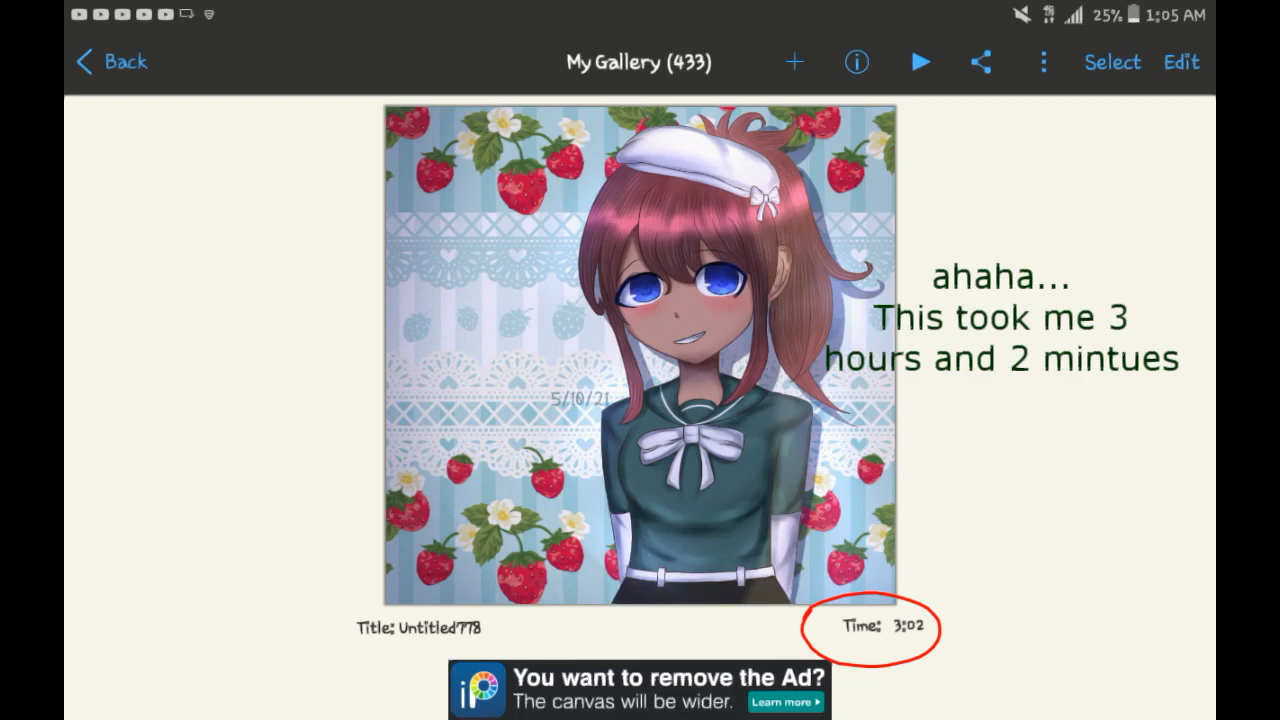 25% 1:05 AM
Back
My Gallery (433)
Select
Edit
ahaha...
This took me 3
hours and 2 mintues
5/10/21
Title: Untitled778
Time: 3:02
iP
You want to remove the Ad?
The canvas will be wider.
Learn more